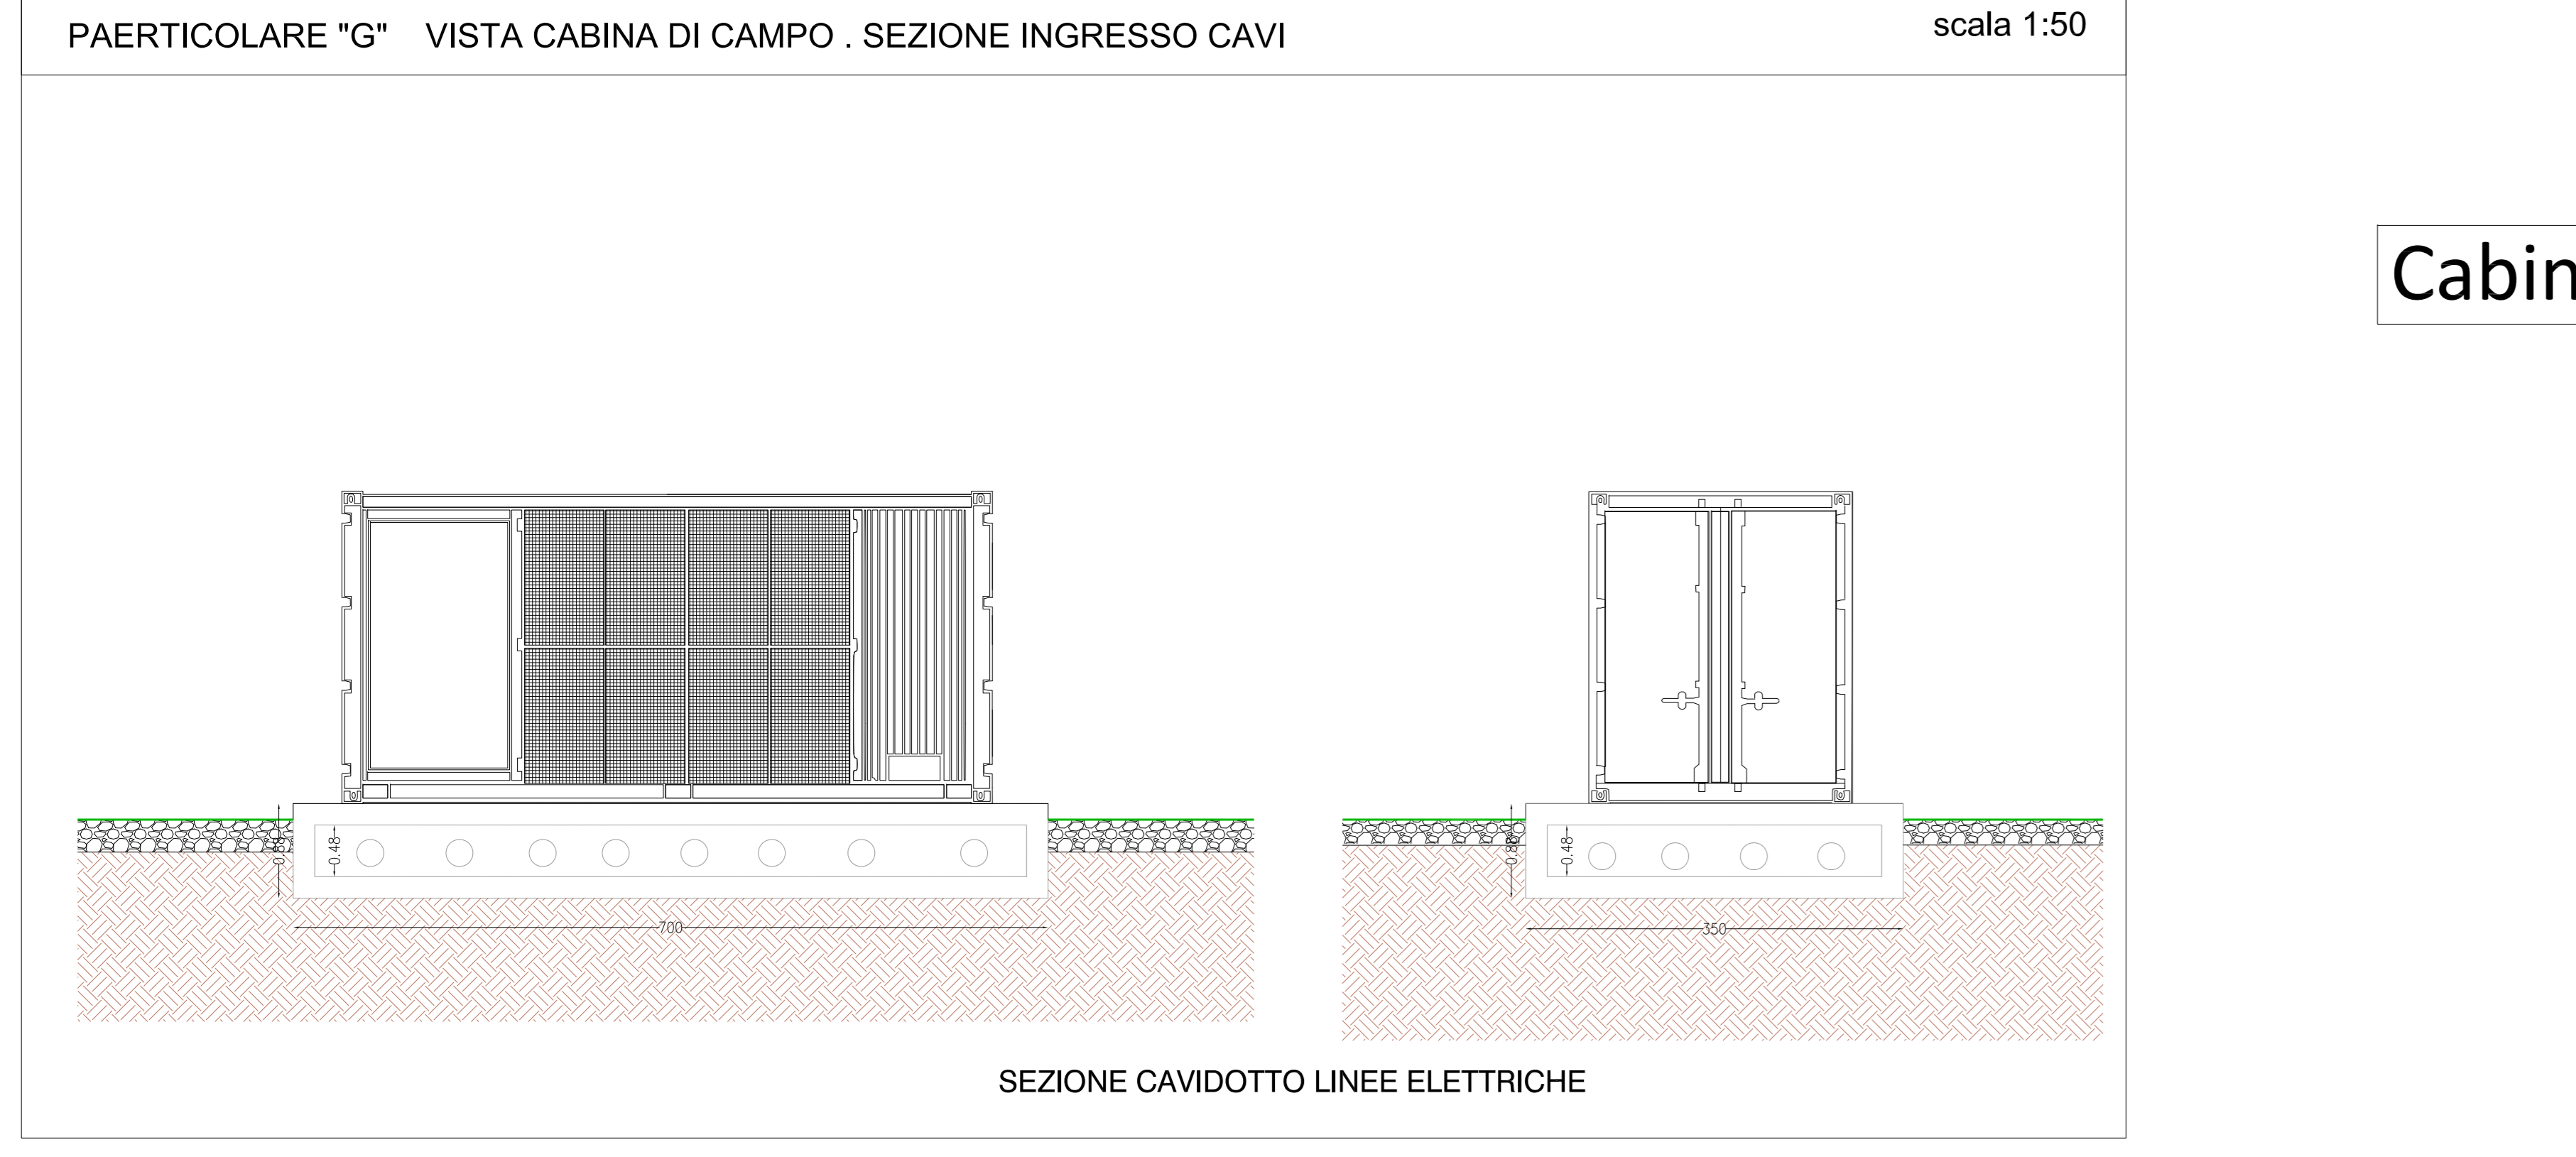 PAERTICOLARE "G" VISTA CABINA DI CAMPO . SEZIONE INGRESSO CAVI
scala 1:50
Cabin
0.48
0.48
700
350
SEZIONE CAVIDOTTO LINEE ELETTRICHE